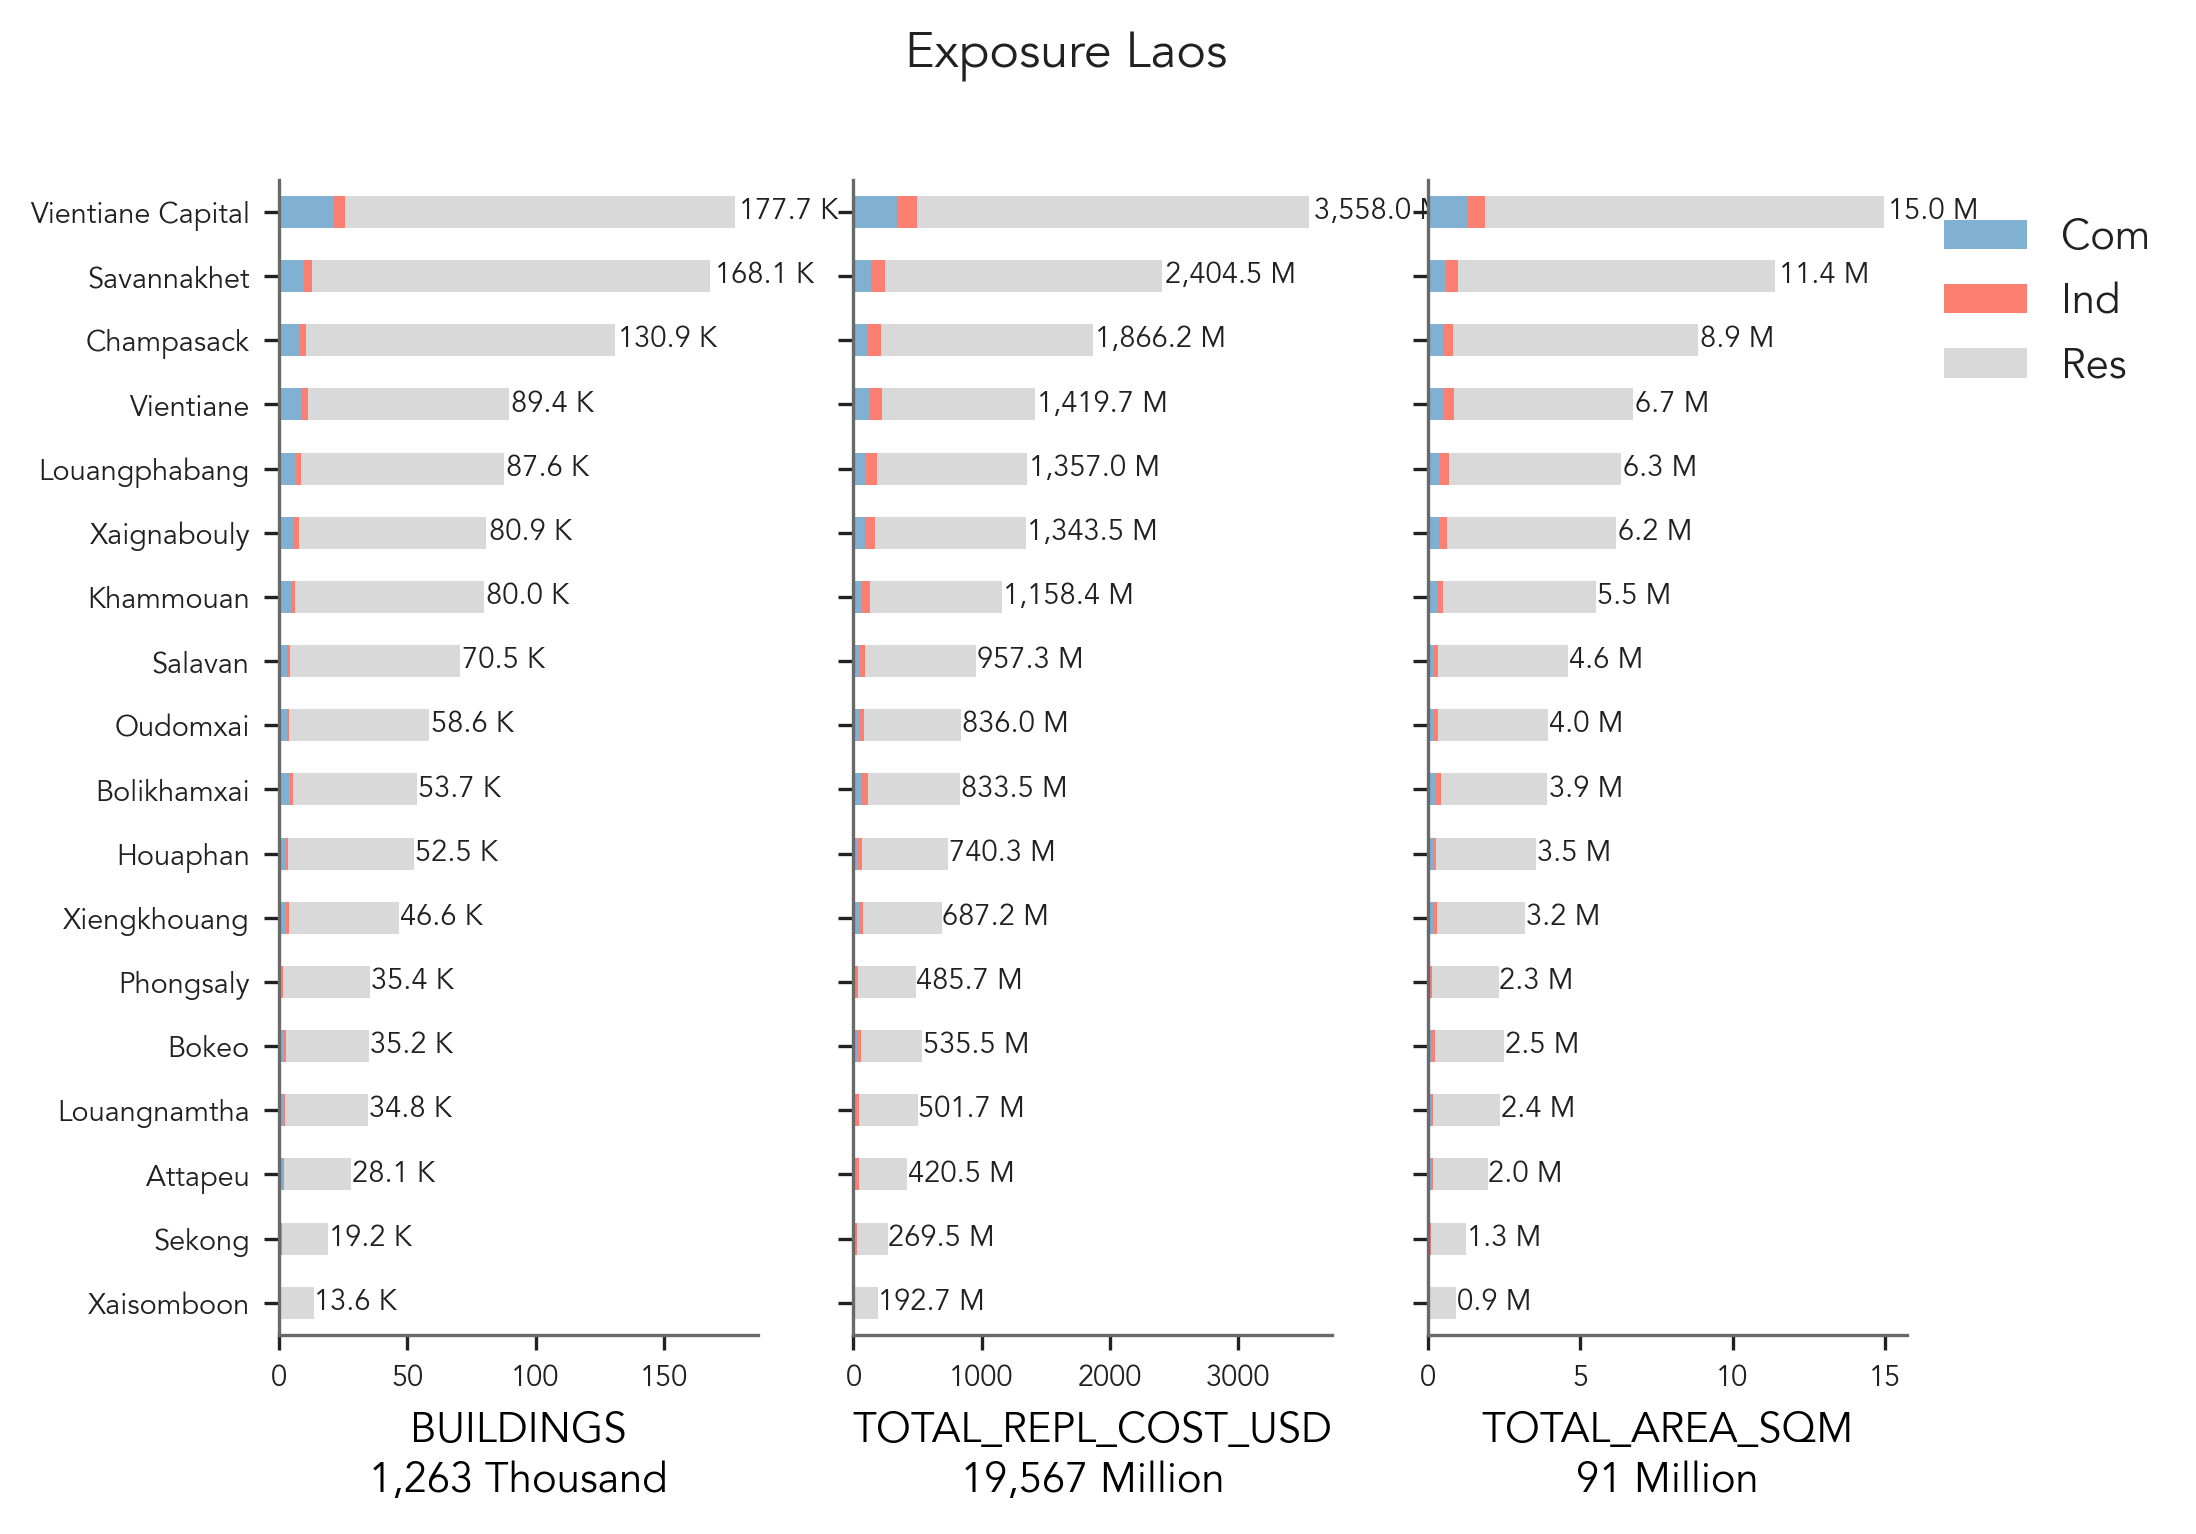 Exposure Laos
Vientiane Capital 177.7 K 3,558.0 M 15.0 M
Savannakhet 168.1 K 2,404.5 M 11.4 M
Champasack 130.9 K 1,866.2 M 8.9 M
Vientiane 89.4 K 1,419.7 M 6.7 M
Louangphabang 87.6 K 1,357.0 M 6.3 M
Xaignabouly 80.9 K 1,343.5 M 6.2 M
Khammouan 80.0 K 1,158.4 M 5.5 M
Salavan 70.5 K 957.3 M 4.6 M
Oudomxai 58.6 K 836.0 M 4.0 M
Bolikhamxai 53.7 K 833.5 M 3.9 M
Houaphan 52.5 K 740.3 M 3.5 M
Xiengkhouang 46.6 K 687.2 M 3.2 M
Phongsaly 35.4 K 485.7 M 2.3 M
Bokeo 35.2 K 535.5 M 2.5 M
Louangnamtha 34.8 K 501.7 M 2.4 M
Attapeu 28.1 K 420.5 M 2.0 M
Sekong 19.2 K 269.5 M 1.3 M
Xaisomboon 13.6 K 192.7 M 0.9 M
0 50 100 150 0 1000 2000 3000 0 5 10 15
BUILDINGS TOTAL_REPL_COST_USD TOTAL_AREA_SQM
1,263 Thousand 19,567 Million 91 Million
Com
Ind
Res